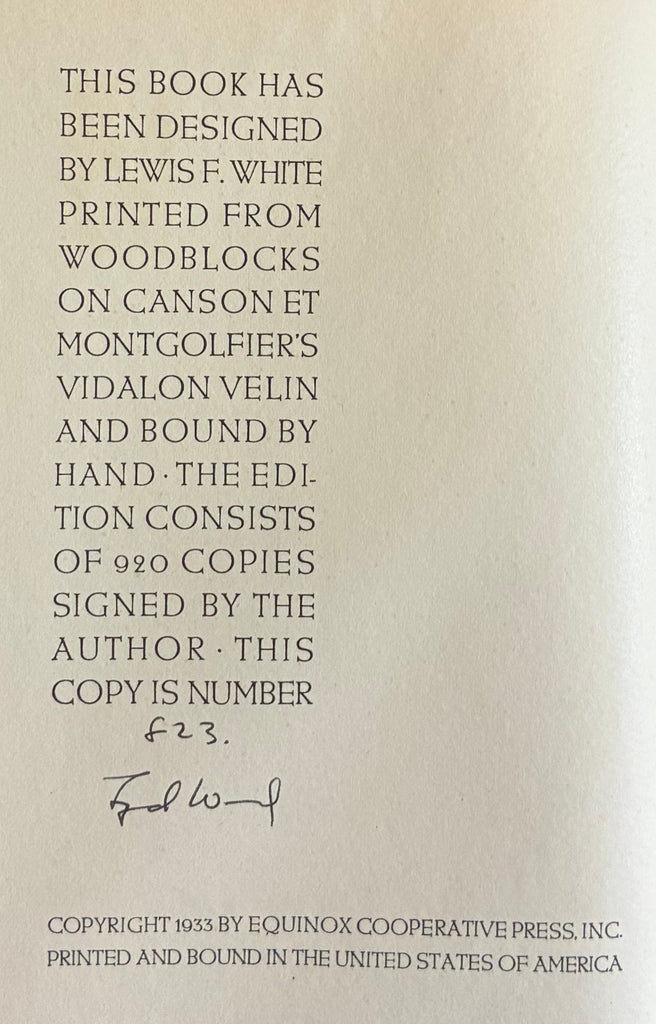 THIS BOOK HAS
BEEN DESIGNED
BY LEWIS F. WHITE
PRINTED FROM
WOODBLOCKS
ON CANSON ET
MONTGOLFIER'S
VIDALON VELIN
AND BOUND BY
HAND · THE EDI-
TION CONSISTS
OF 920 COPIES
SIGNED BY THE
AUTHOR · THIS
COPY IS NUMBER
823.
COPYRIGHT 1933 BY EQUINOX COOPERATIVE PRESS, INC.
PRINTED AND BOUND IN THE UNITED STATES OF AMERICA